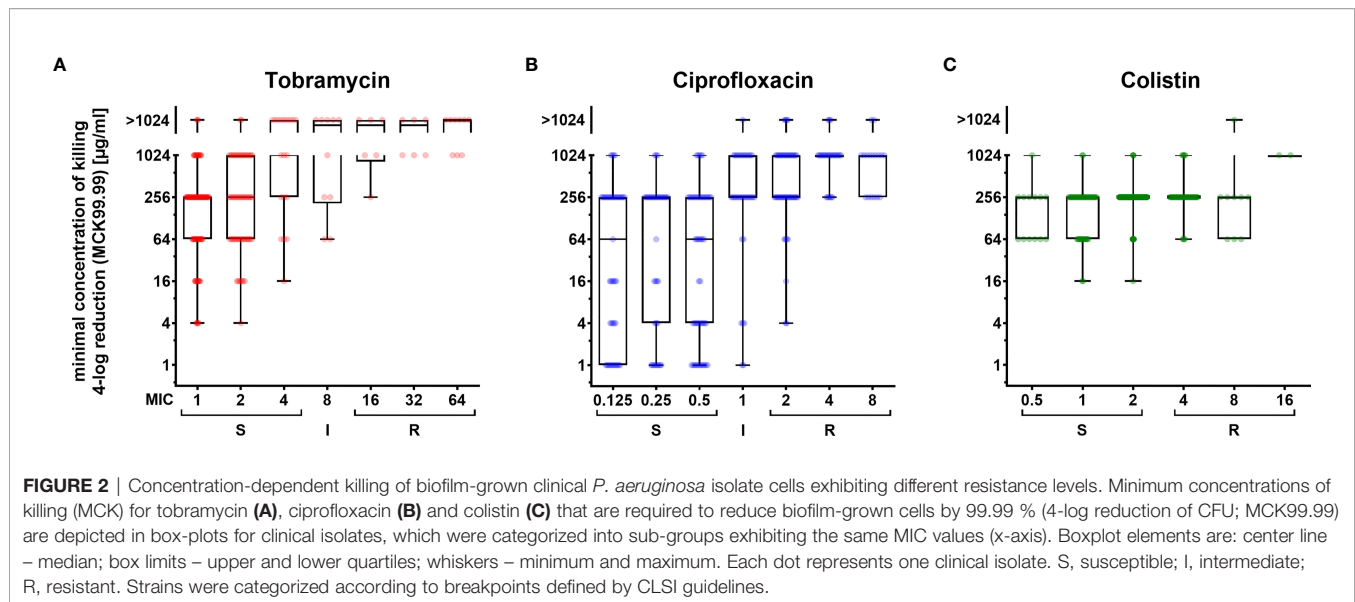 A
B
C
Tobramycin
Ciprofloxacin
Colistin
minimal concentration of killing
4-log reduction (MCK99.99) [µg/ml]
>1024
1024
256
64
16
4
1
>1024
1024
256
64
16
4
1
>1024
1024
256
64
16
4
1
MIC 1 2 4 8 16 32 64
S I R
0.125 0.25 0.5 1 2 4 8
S I R
0.5 1 2 4 8 16
S R
FIGURE 2 | Concentration-dependent killing of biofilm-grown clinical P. aeruginosa isolate cells exhibiting different resistance levels. Minimum concentrations of
killing (MCK) for tobramycin (A), ciprofloxacin (B) and colistin (C) that are required to reduce biofilm-grown cells by 99.99 % (4-log reduction of CFU; MCK99.99)
are depicted in box-plots for clinical isolates, which were categorized into sub-groups exhibiting the same MIC values (x-axis). Boxplot elements are: center line
– median; box limits – upper and lower quartiles; whiskers – minimum and maximum. Each dot represents one clinical isolate. S, susceptible; I, intermediate;
R, resistant. Strains were categorized according to breakpoints defined by CLSI guidelines.